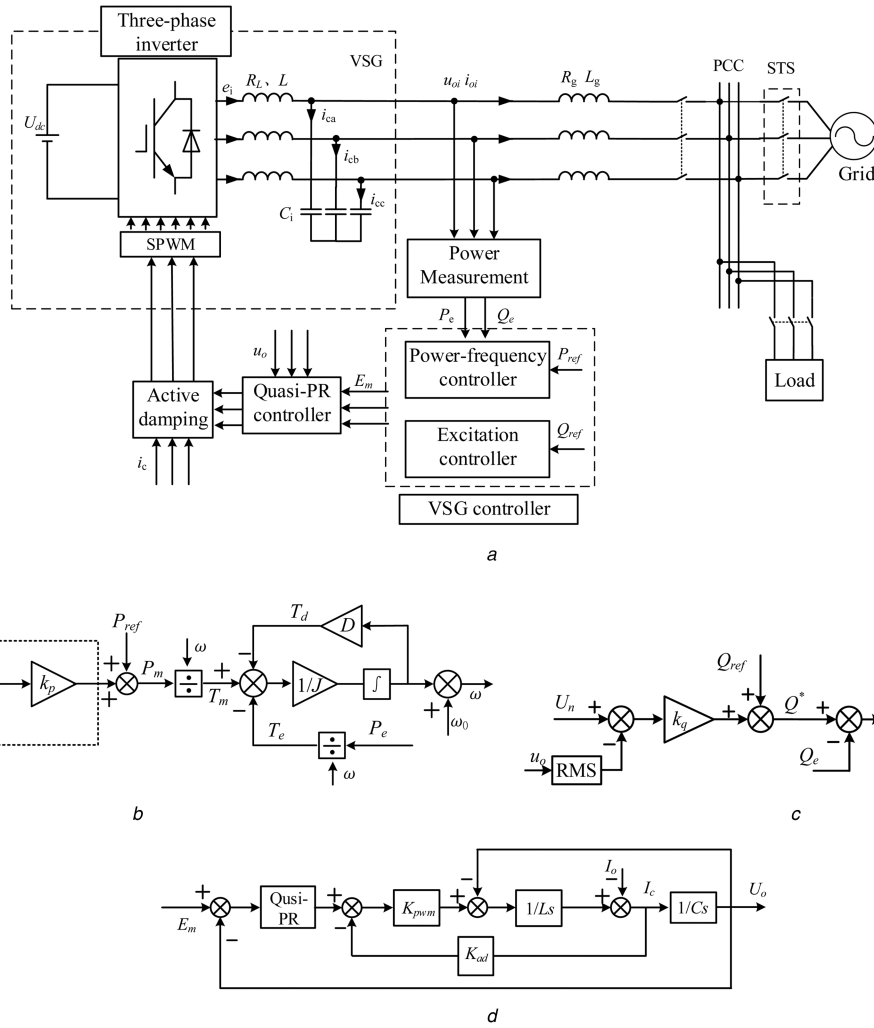 Three-phase
inverter
VSG
PCC
STS
e_i
R_L、L
u_oi i_oi
R_g L_g
U_dc
i_ca
i_cb
C_i
i_cc
Grid
SPWM
Power
Measurement
P_e
Q_e
u_o
E_m
Power-frequency
controller
P_ref
Load
Active
damping
Quasi-PR
controller
Excitation
controller
Q_ref
i_c
VSG controller
a
P_ref
ω
T_d
D
k_p
+
+
P_m
÷
+
T_m
−
−
1/J
∫
+
ω
ω_0
T_e
÷
P_e
ω
b
Q_ref
U_n
+
−
k_q
+
+
Q*
+
−
u_o
RMS
Q_e
c
E_m
+
−
Qusi-
PR
+
−
K_pwm
+
−
1/Ls
+
−
I_o
I_c
1/Cs
U_o
K_ad
d